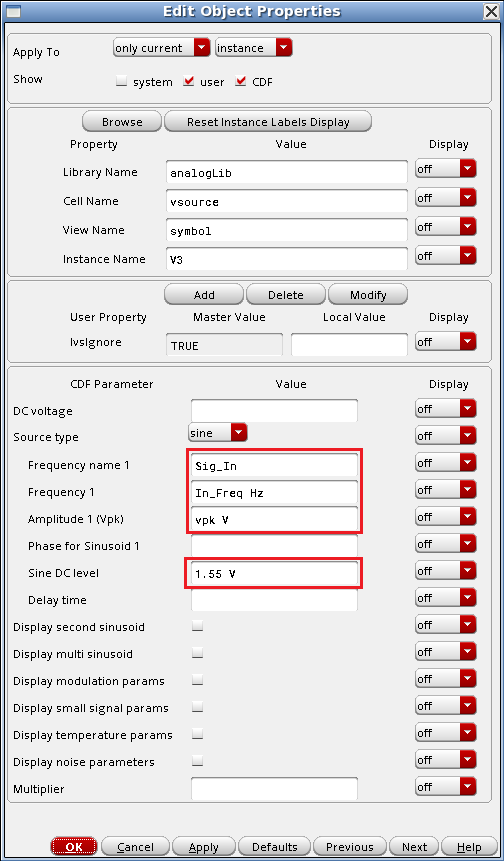 Edit Object Properties
Apply To only current instance
Show system user CDF
Browse Reset Instance Labels Display
Property Value Display
Library Name analogLib off
Cell Name vsource off
View Name symbol off
Instance Name V3 off
Add Delete Modify
User Property Master Value Local Value Display
lvsIgnore TRUE off
CDF Parameter Value Display
DC voltage off
Source type sine off
Frequency name 1 Sig_In off
Frequency 1 In_Freq Hz off
Amplitude 1 (Vpk) vpk V off
Phase for Sinusoid 1 off
Sine DC level 1.55 V off
Delay time off
Display second sinusoid off
Display multi sinusoid off
Display modulation params off
Display small signal params off
Display temperature params off
Display noise parameters off
Multiplier off
OK Cancel Apply Defaults Previous Next Help